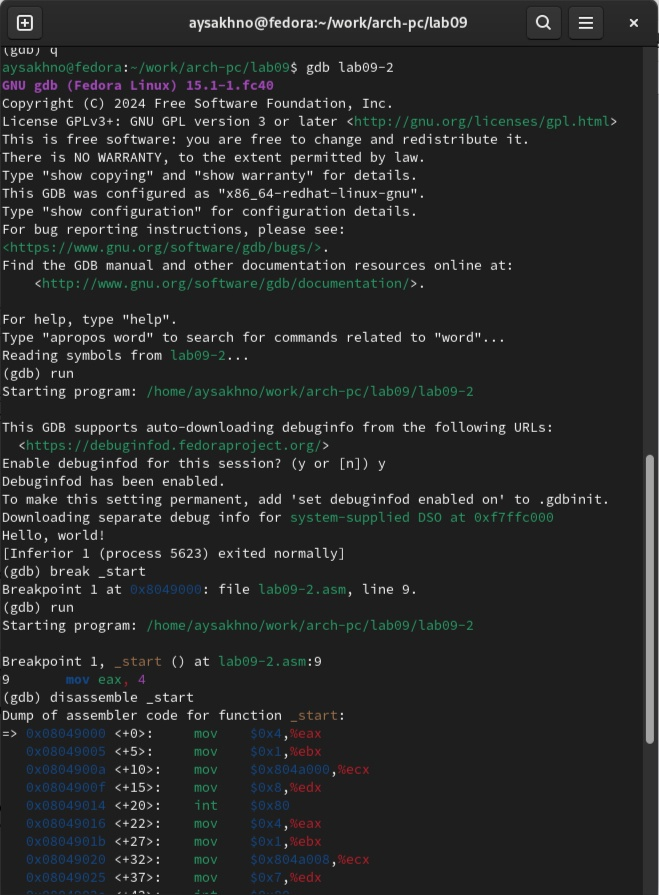 aysakhno@fedora:~/work/arch-pc/lab09
(gdb) q
aysakhno@fedora:~/work/arch-pc/lab09$ gdb lab09-2
GNU gdb (Fedora Linux) 15.1-1.fc40
Copyright (C) 2024 Free Software Foundation, Inc.
License GPLv3+: GNU GPL version 3 or later <http://gnu.org/licenses/gpl.html>
This is free software: you are free to change and redistribute it.
There is NO WARRANTY, to the extent permitted by law.
Type "show copying" and "show warranty" for details.
This GDB was configured as "x86_64-redhat-linux-gnu".
Type "show configuration" for configuration details.
For bug reporting instructions, please see:
<https://www.gnu.org/software/gdb/bugs/>.
Find the GDB manual and other documentation resources online at:
    <http://www.gnu.org/software/gdb/documentation/>.
For help, type "help".
Type "apropos word" to search for commands related to "word"...
Reading symbols from lab09-2...
(gdb) run
Starting program: /home/aysakhno/work/arch-pc/lab09/lab09-2
This GDB supports auto-downloading debuginfo from the following URLs:
  <https://debuginfod.fedoraproject.org/>
Enable debuginfod for this session? (y or [n]) y
Debuginfod has been enabled.
To make this setting permanent, add 'set debuginfod enabled on' to .gdbinit.
Downloading separate debug info for system-supplied DSO at 0xf7ffc000
Hello, world!
[Inferior 1 (process 5623) exited normally]
(gdb) break _start
Breakpoint 1 at 0x8049000: file lab09-2.asm, line 9.
(gdb) run
Starting program: /home/aysakhno/work/arch-pc/lab09/lab09-2
Breakpoint 1, _start () at lab09-2.asm:9
9       mov eax, 4
(gdb) disassemble _start
Dump of assembler code for function _start:
=> 0x08049000 <+0>:     mov    $0x4,%eax
   0x08049005 <+5>:     mov    $0x1,%ebx
   0x0804900a <+10>:    mov    $0x804a000,%ecx
   0x0804900f <+15>:    mov    $0x8,%edx
   0x08049014 <+20>:    int    $0x80
   0x08049016 <+22>:    mov    $0x4,%eax
   0x0804901b <+27>:    mov    $0x1,%ebx
   0x08049020 <+32>:    mov    $0x804a008,%ecx
   0x08049025 <+37>:    mov    $0x7,%edx